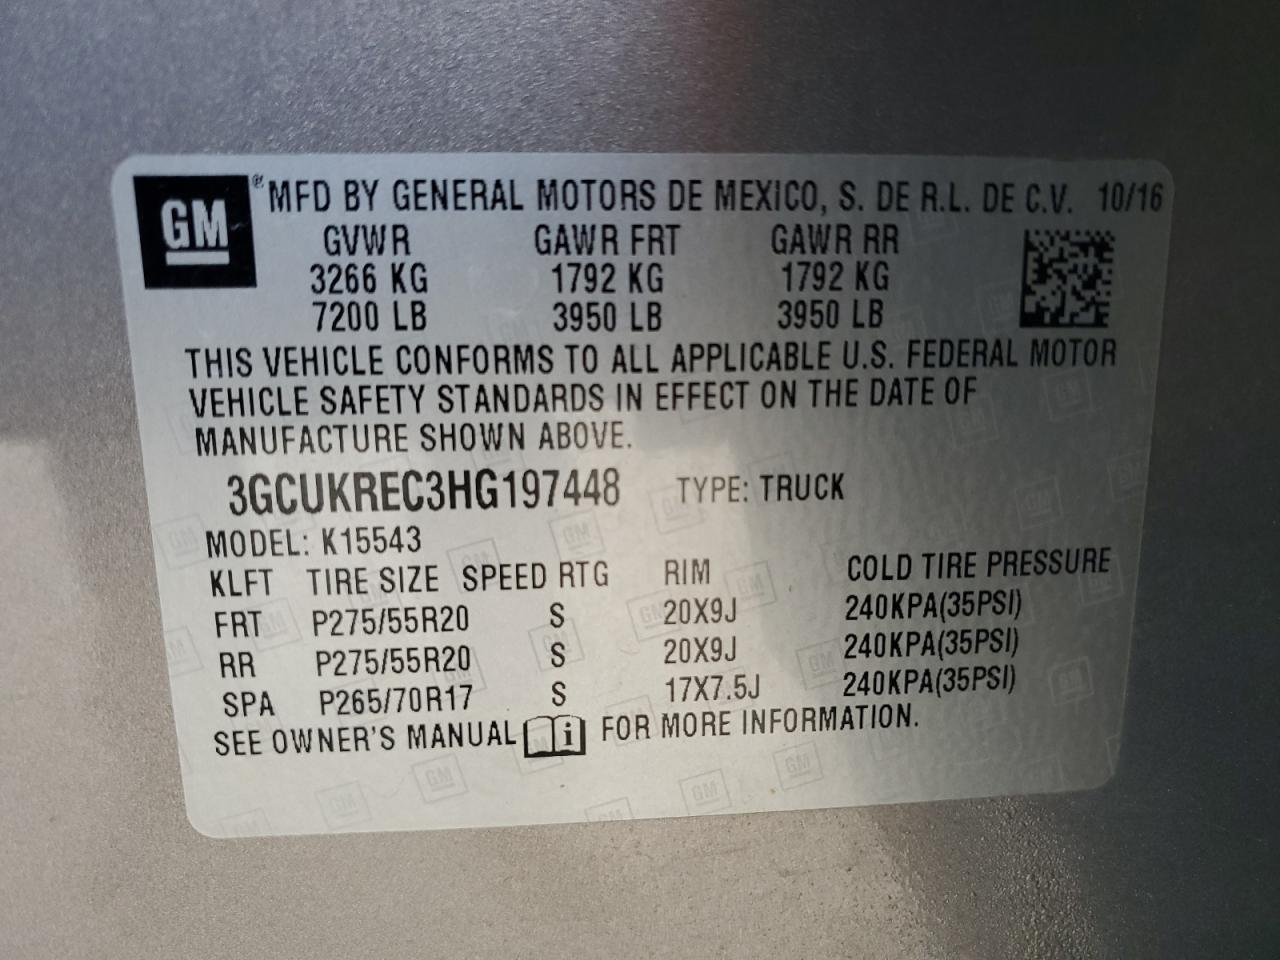 GM ® MFD BY GENERAL MOTORS DE MEXICO, S. DE R.L. DE C.V. 10/16
GVWR GAWR FRT GAWR RR
3266 KG 1792 KG 1792 KG
7200 LB 3950 LB 3950 LB
THIS VEHICLE CONFORMS TO ALL APPLICABLE U.S. FEDERAL MOTOR
VEHICLE SAFETY STANDARDS IN EFFECT ON THE DATE OF
MANUFACTURE SHOWN ABOVE.
3GCUKREC3HG197448 TYPE: TRUCK
MODEL: K15543
KLFT TIRE SIZE SPEED RTG RIM COLD TIRE PRESSURE
FRT P275/55R20 S 20X9J 240KPA(35PSI)
RR P275/55R20 S 20X9J 240KPA(35PSI)
SPA P265/70R17 S 17X7.5J 240KPA(35PSI)
SEE OWNER'S MANUAL i FOR MORE INFORMATION.